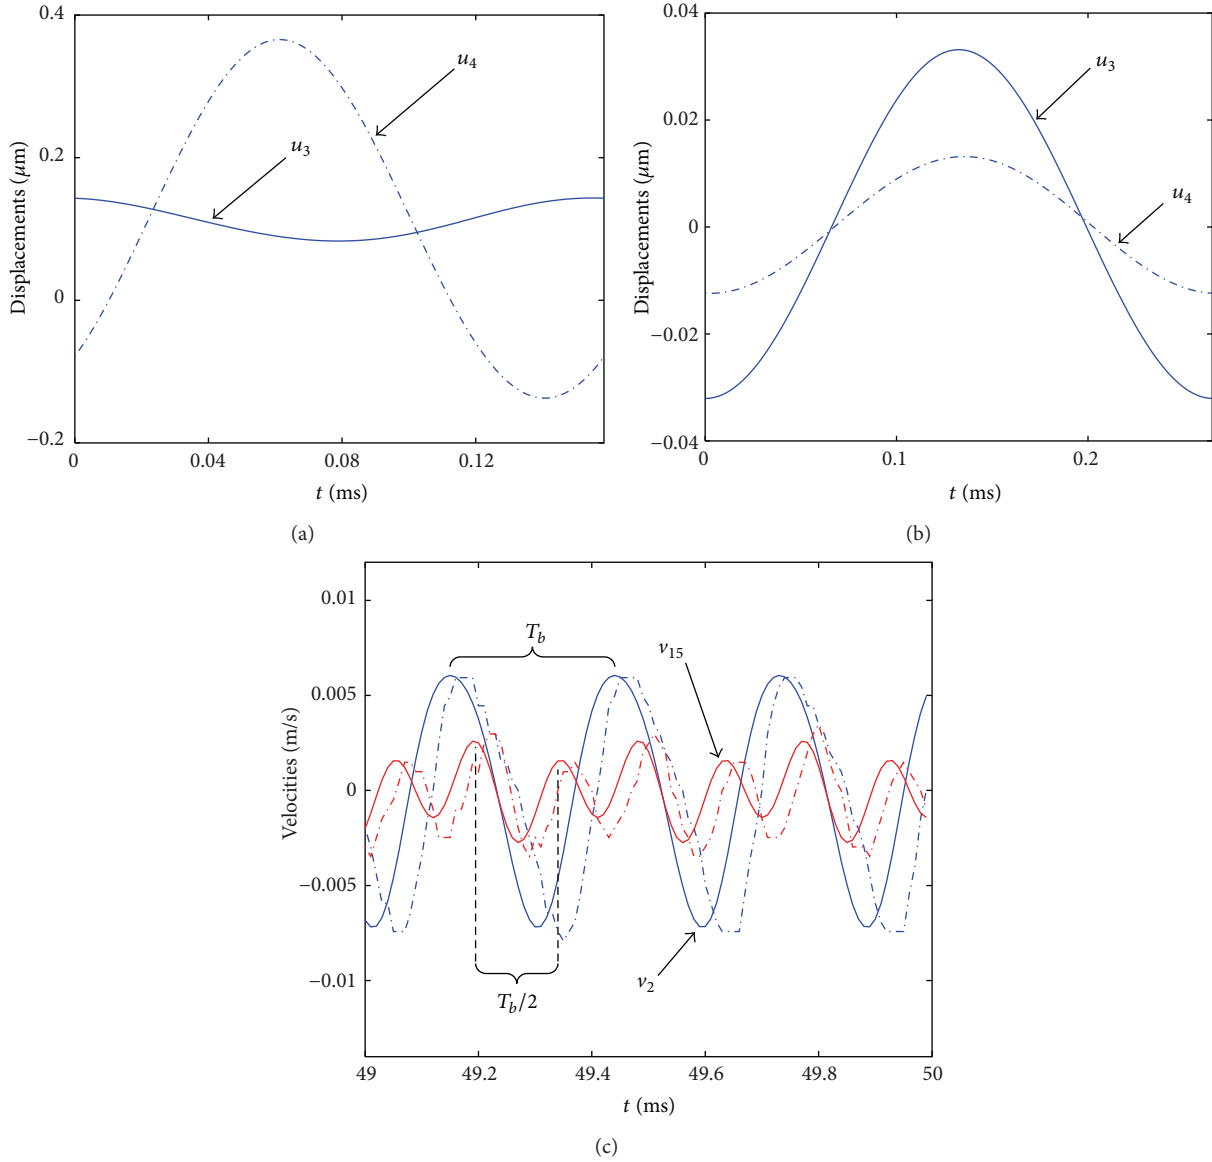 0.4
0.2
0
−0.2
Displacements (μm)
u4
u3
0
0.04
0.08
0.12
t (ms)
(a)
0.04
0.02
0
−0.02
−0.04
Displacements (μm)
u3
u4
0
0.1
0.2
t (ms)
(b)
0.01
0.005
0
−0.005
−0.01
Velocities (m/s)
Tb
v15
Tb/2
v2
49
49.2
49.4
49.6
49.8
50
t (ms)
(c)